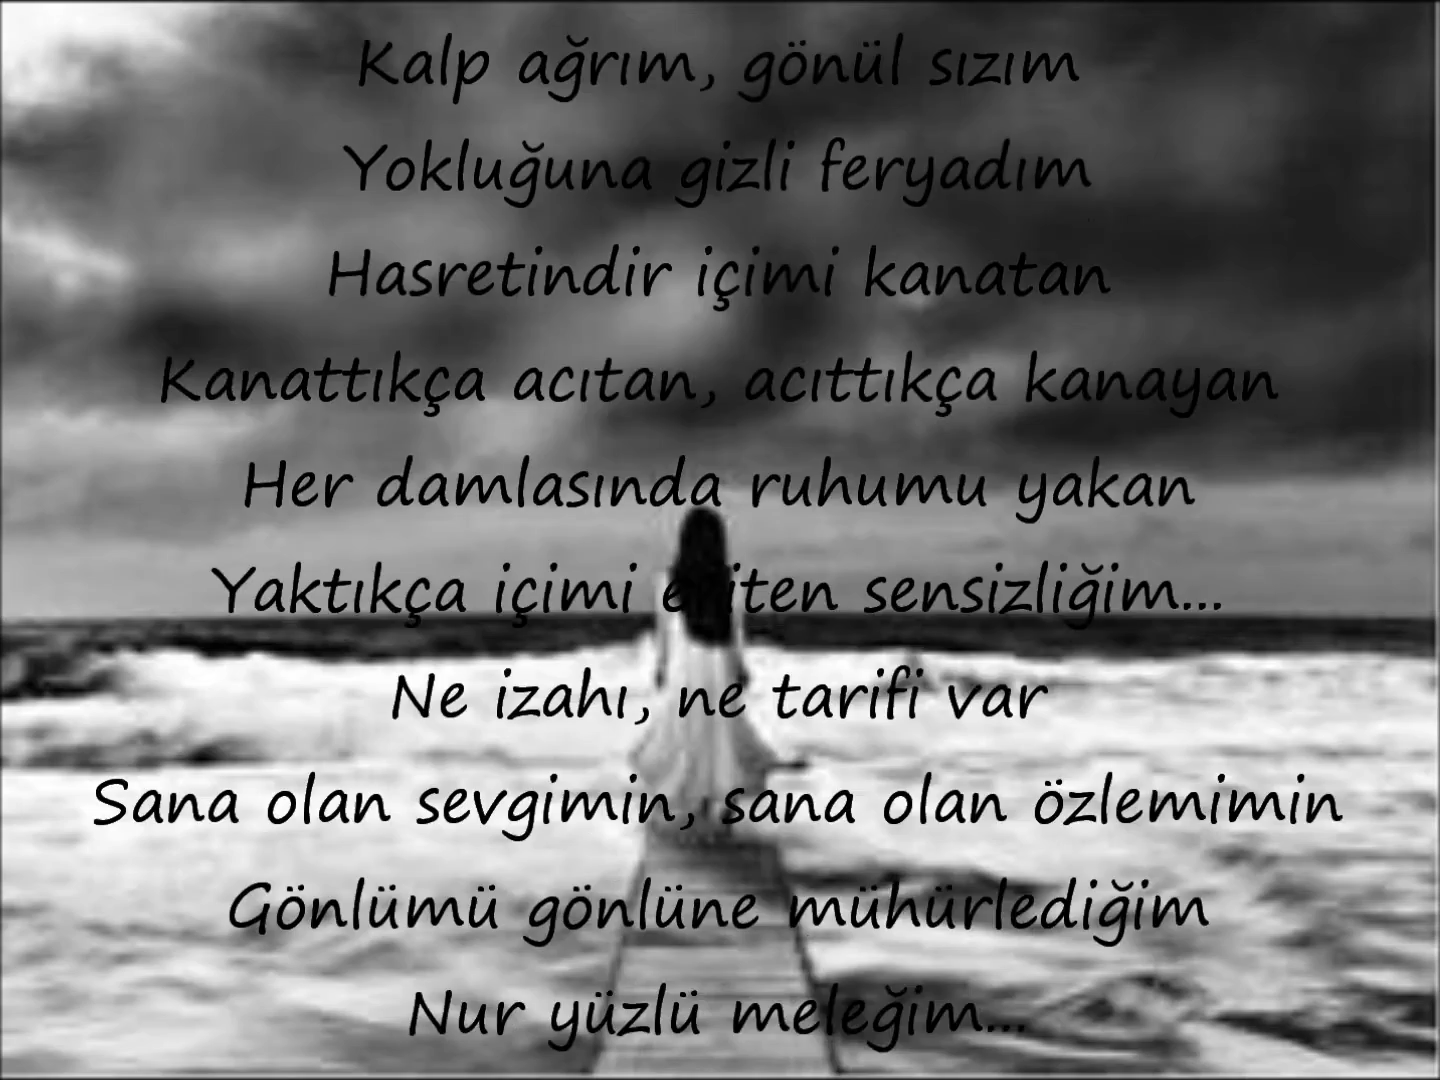 Kalp ağrım, gönül sızım
Yokluğuna gizli feryadım
Hasretindir içimi kanatan
Kanattıkça acıtan, acıttıkça kanayan
Her damlasında ruhumu yakan
Yaktıkça içimi sensizliğim...
Ne izahı, ne tarifi var
Sana olan sevgimin, sana olan özlemimin
Gönlümü gönlüne mühürlediğim
Nur yüzlü meleğim...